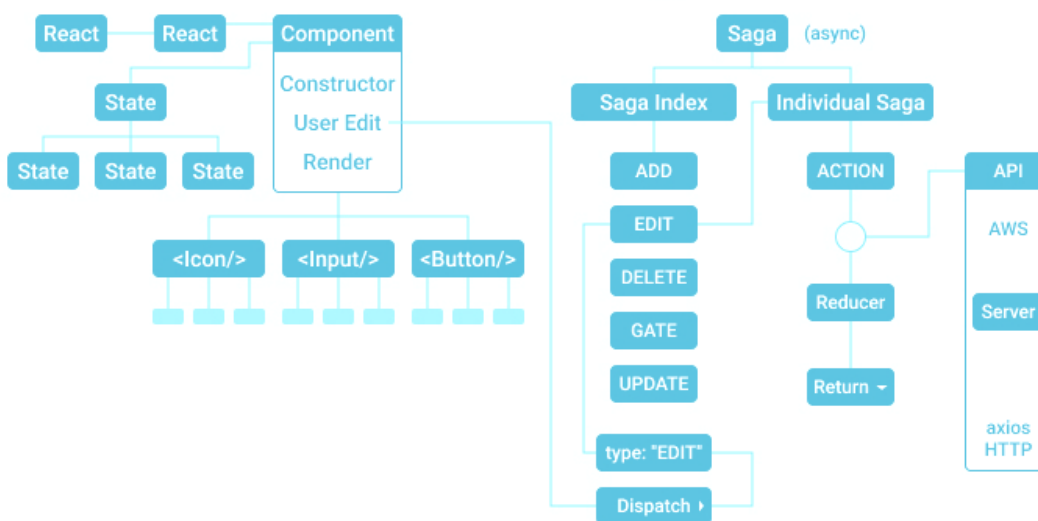 React
React
Component
Constructor
User Edit
Render
State
State
State
State
<Icon/>
<Input/>
<Button/>
Saga
(async)
Saga Index
Individual Saga
ADD
EDIT
DELETE
GATE
UPDATE
type: "EDIT"
Dispatch
ACTION
Reducer
Return
API
AWS
Server
axios
HTTP